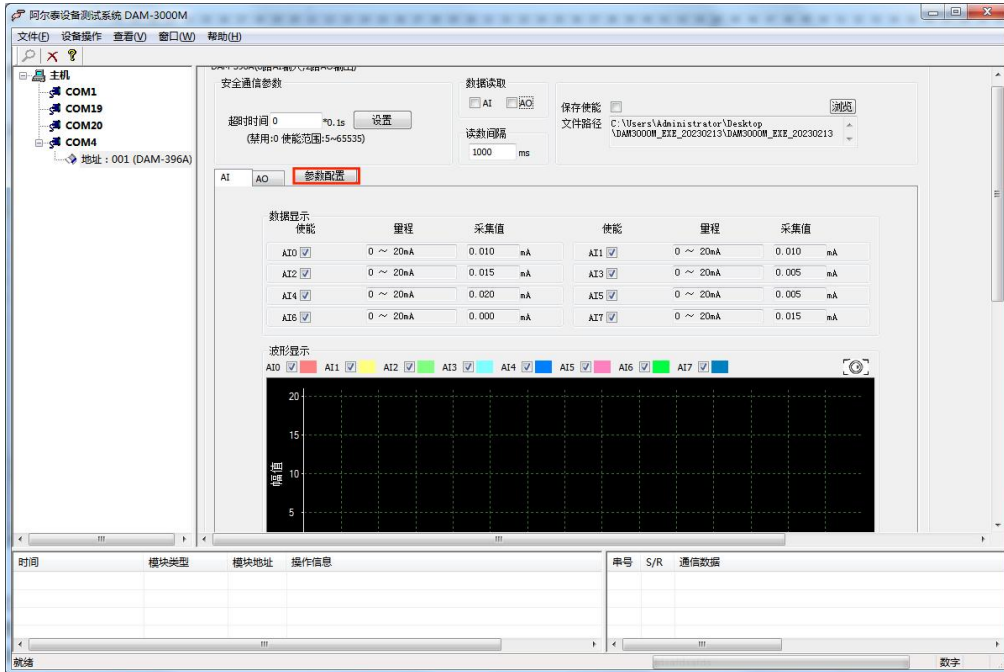 阿尔泰设备测试系统 DAM-3000M
文件(F) 设备操作 查看(V) 窗口(W) 帮助(H)
主机
COM1
COM19
COM20
COM4
地址：001 (DAM-396A)
安全通信参数
超时时间 0 *0.1s 设置
(禁用:0 使能范围:5~65535)
数据读取
AI AO
读数间隔
1000 ms
保存使能 浏览
文件路径 C:\Users\Administrator\Desktop
\DAM3000M_EXE_20230213\DAM3000M_EXE_20230213
AI AO 参数配置
数据显示
使能 量程 采集值 使能 量程 采集值
AI0 0 ～ 20mA 0.010 mA AI1 0 ～ 20mA 0.010 mA
AI2 0 ～ 20mA 0.015 mA AI3 0 ～ 20mA 0.005 mA
AI4 0 ～ 20mA 0.020 mA AI5 0 ～ 20mA 0.005 mA
AI6 0 ～ 20mA 0.000 mA AI7 0 ～ 20mA 0.015 mA
波形显示
AI0 AI1 AI2 AI3 AI4 AI5 AI6 AI7
20
15
幅值
10
5
时间 模块类型 模块地址 操作信息
串号 S/R 通信数据
就绪 数字